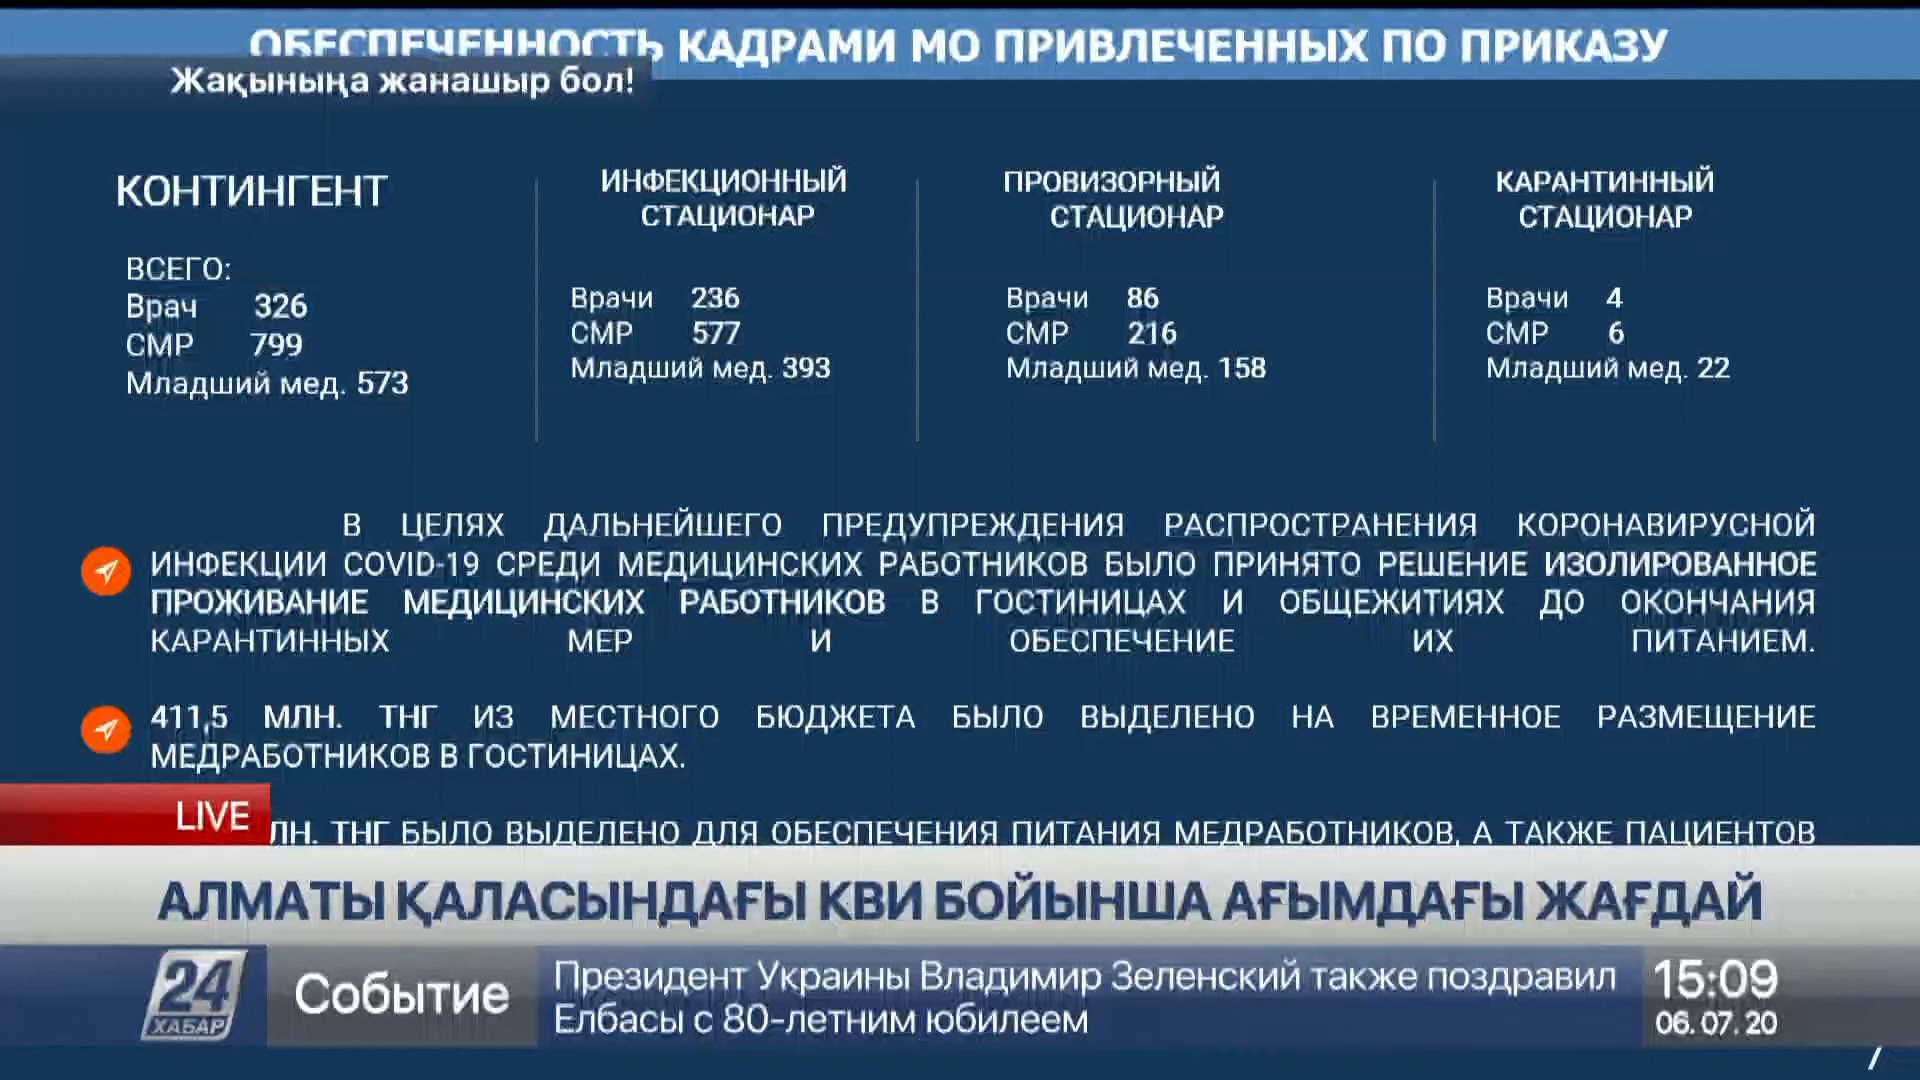 ОБЕСПЕЧЕННОСТЬ КАДРАМИ МО ПРИВЛЕЧЕННЫХ ПО ПРИКАЗУ
Жақыныңа жанашыр бол!
КОНТИНГЕНТ
ВСЕГО:
Врач 326
СМР 799
Младший мед. 573
ИНФЕКЦИОННЫЙ
СТАЦИОНАР
Врачи 236
СМР 577
Младший мед. 393
ПРОВИЗОРНЫЙ
СТАЦИОНАР
Врачи 86
СМР 216
Младший мед. 158
КАРАНТИННЫЙ
СТАЦИОНАР
Врачи 4
СМР 6
Младший мед. 22
В ЦЕЛЯХ ДАЛЬНЕЙШЕГО ПРЕДУПРЕЖДЕНИЯ РАСПРОСТРАНЕНИЯ КОРОНАВИРУСНОЙ
ИНФЕКЦИИ COVID-19 СРЕДИ МЕДИЦИНСКИХ РАБОТНИКОВ БЫЛО ПРИНЯТО РЕШЕНИЕ ИЗОЛИРОВАННОЕ
ПРОЖИВАНИЕ МЕДИЦИНСКИХ РАБОТНИКОВ В ГОСТИНИЦАХ И ОБЩЕЖИТИЯХ ДО ОКОНЧАНИЯ
КАРАНТИННЫХ МЕР И ОБЕСПЕЧЕНИЕ ИХ ПИТАНИЕМ.
411,5 МЛН. ТНГ ИЗ МЕСТНОГО БЮДЖЕТА БЫЛО ВЫДЕЛЕНО НА ВРЕМЕННОЕ РАЗМЕЩЕНИЕ
МЕДРАБОТНИКОВ В ГОСТИНИЦАХ.
LIVE
ЛН. ТНГ БЫЛО ВЫДЕЛЕНО ДЛЯ ОБЕСПЕЧЕНИЯ ПИТАНИЯ МЕДРАБОТНИКОВ, А ТАКЖЕ ПАЦИЕНТОВ
АЛМАТЫ ҚАЛАСЫНДАҒЫ КВИ БОЙЫНША АҒЫМДАҒЫ ЖАҒДАЙ
24
ХАБАР
Событие
Президент Украины Владимир Зеленский также поздравил
Елбасы с 80-летним юбилеем
15:09
06.07.20